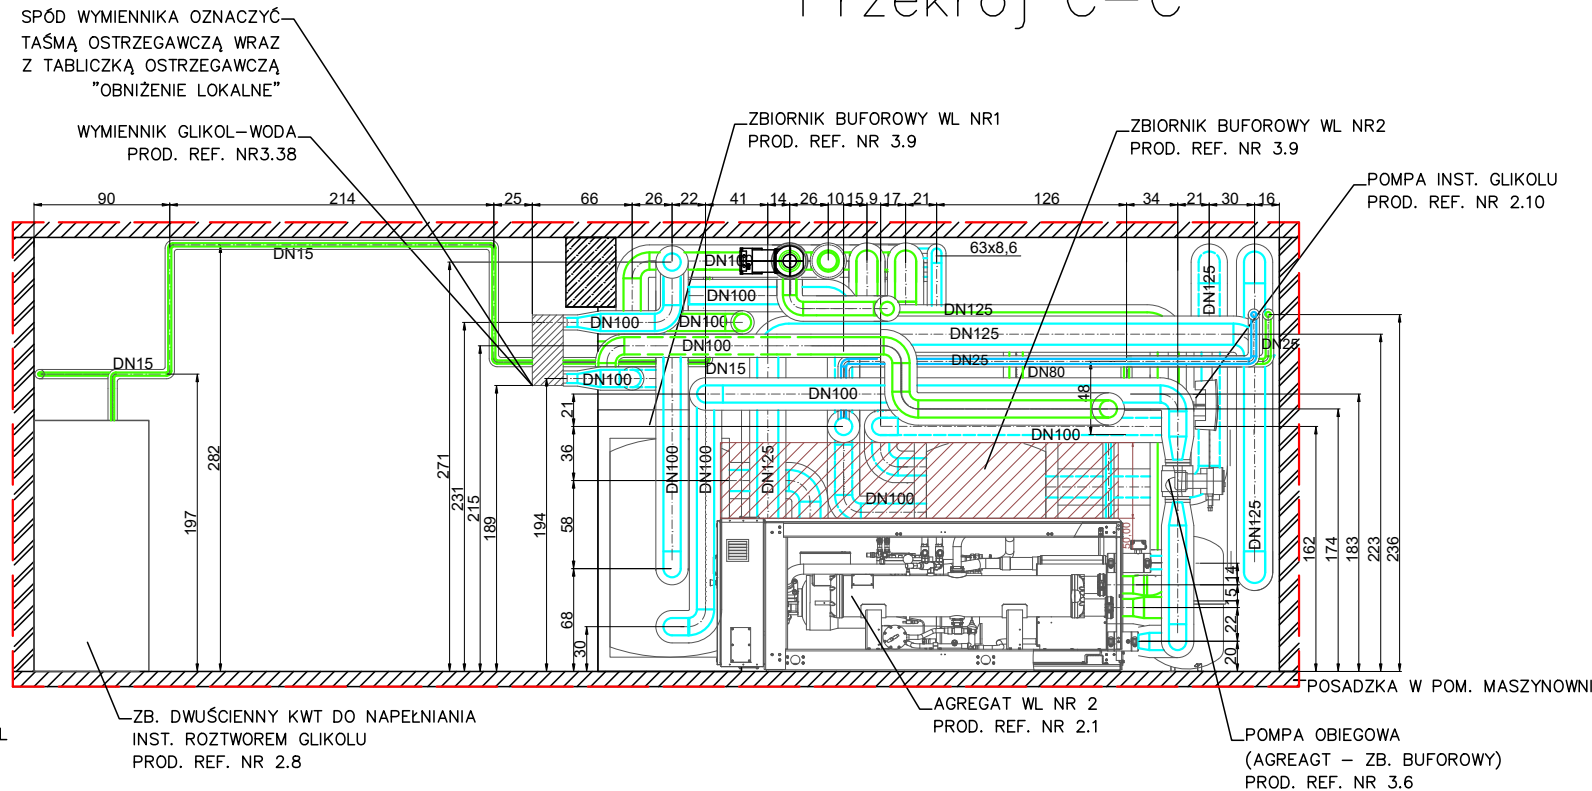 Przekrój C-C
SPÓD WYMIENNIKA OZNACZYĆ
TAŚMĄ OSTRZEGAWCZĄ WRAZ
Z TABLICZKĄ OSTRZEGAWCZĄ
"OBNIŻENIE LOKALNE"
WYMIENNIK GLIKOL-WODA
PROD. REF. NR3.38
ZBIORNIK BUFOROWY WL NR1
PROD. REF. NR 3.9
ZBIORNIK BUFOROWY WL NR2
PROD. REF. NR 3.9
POMPA INST. GLIKOLU
PROD. REF. NR 2.10
90 214 25 66 26 22 41 14 26 10 15 9 17 21 126 34 21 30 16
DN15
63x8,6
DN100
DN125
DN100
DN125
DN100
DN100
DN125
DN100
DN25
DN25
DN15
DN15
DN80
DN100
DN100
48
DN100
DN100
DN100
DN125
DN100
DN125
197
282
271
231
215
189
194
21
36
58
68
30
50,00
14
15
22
20
162
174
183
223
236
POSADZKA W POM. MASZYNOWNI
L
ZB. DWUŚCIENNY KWT DO NAPEŁNIANIA
INST. ROZTWOREM GLIKOLU
PROD. REF. NR 2.8
AGREGAT WL NR 2
PROD. REF. NR 2.1
POMPA OBIEGOWA
(AGREAGT - ZB. BUFOROWY)
PROD. REF. NR 3.6